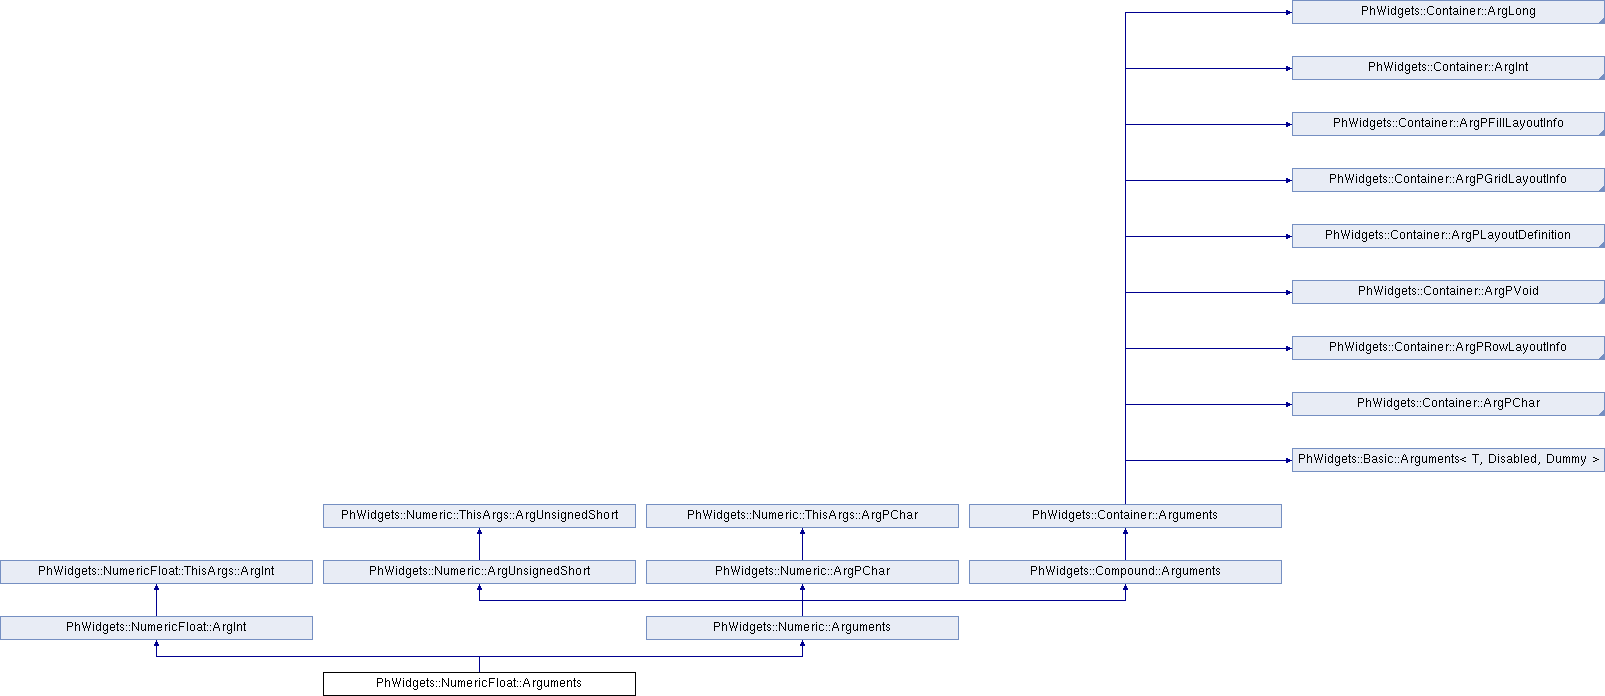 PhWidgets::Container::ArgLong
PhWidgets::Container::ArgInt
PhWidgets::Container::ArgPFillLayoutInfo
PhWidgets::Container::ArgPGridLayoutInfo
PhWidgets::Container::ArgPLayoutDefinition
PhWidgets::Container::ArgPVoid
PhWidgets::Container::ArgPRowLayoutInfo
PhWidgets::Container::ArgPChar
PhWidgets::Basic::Arguments< T, Disabled, Dummy >
PhWidgets::Numeric::ThisArgs::ArgUnsignedShort
PhWidgets::Numeric::ThisArgs::ArgPChar
PhWidgets::Container::Arguments
PhWidgets::NumericFloat::ThisArgs::ArgInt
PhWidgets::Numeric::ArgUnsignedShort
PhWidgets::Numeric::ArgPChar
PhWidgets::Compound::Arguments
PhWidgets::NumericFloat::ArgInt
PhWidgets::Numeric::Arguments
PhWidgets::NumericFloat::Arguments